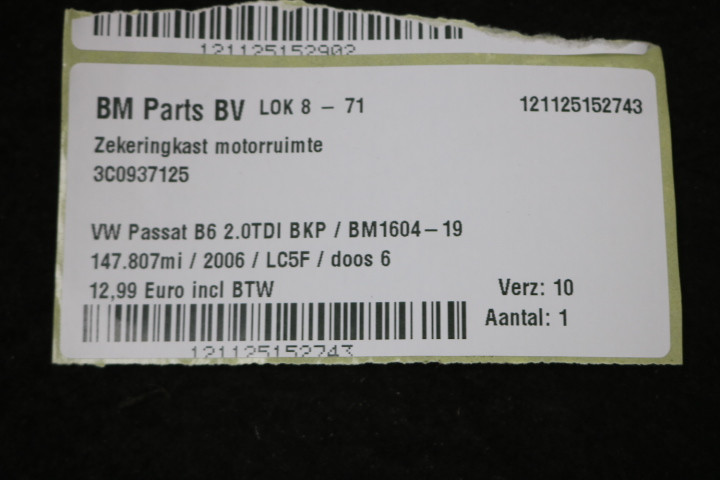 121125152902
BM Parts BV LOK 8 - 71 121125152743
Zekeringkast motorruimte
3C0937125
VW Passat B6 2.0TDI BKP / BM1604-19
147.807mi / 2006 / LC5F / doos 6
12,99 Euro incl BTW Verz: 10
Aantal: 1
121125152743